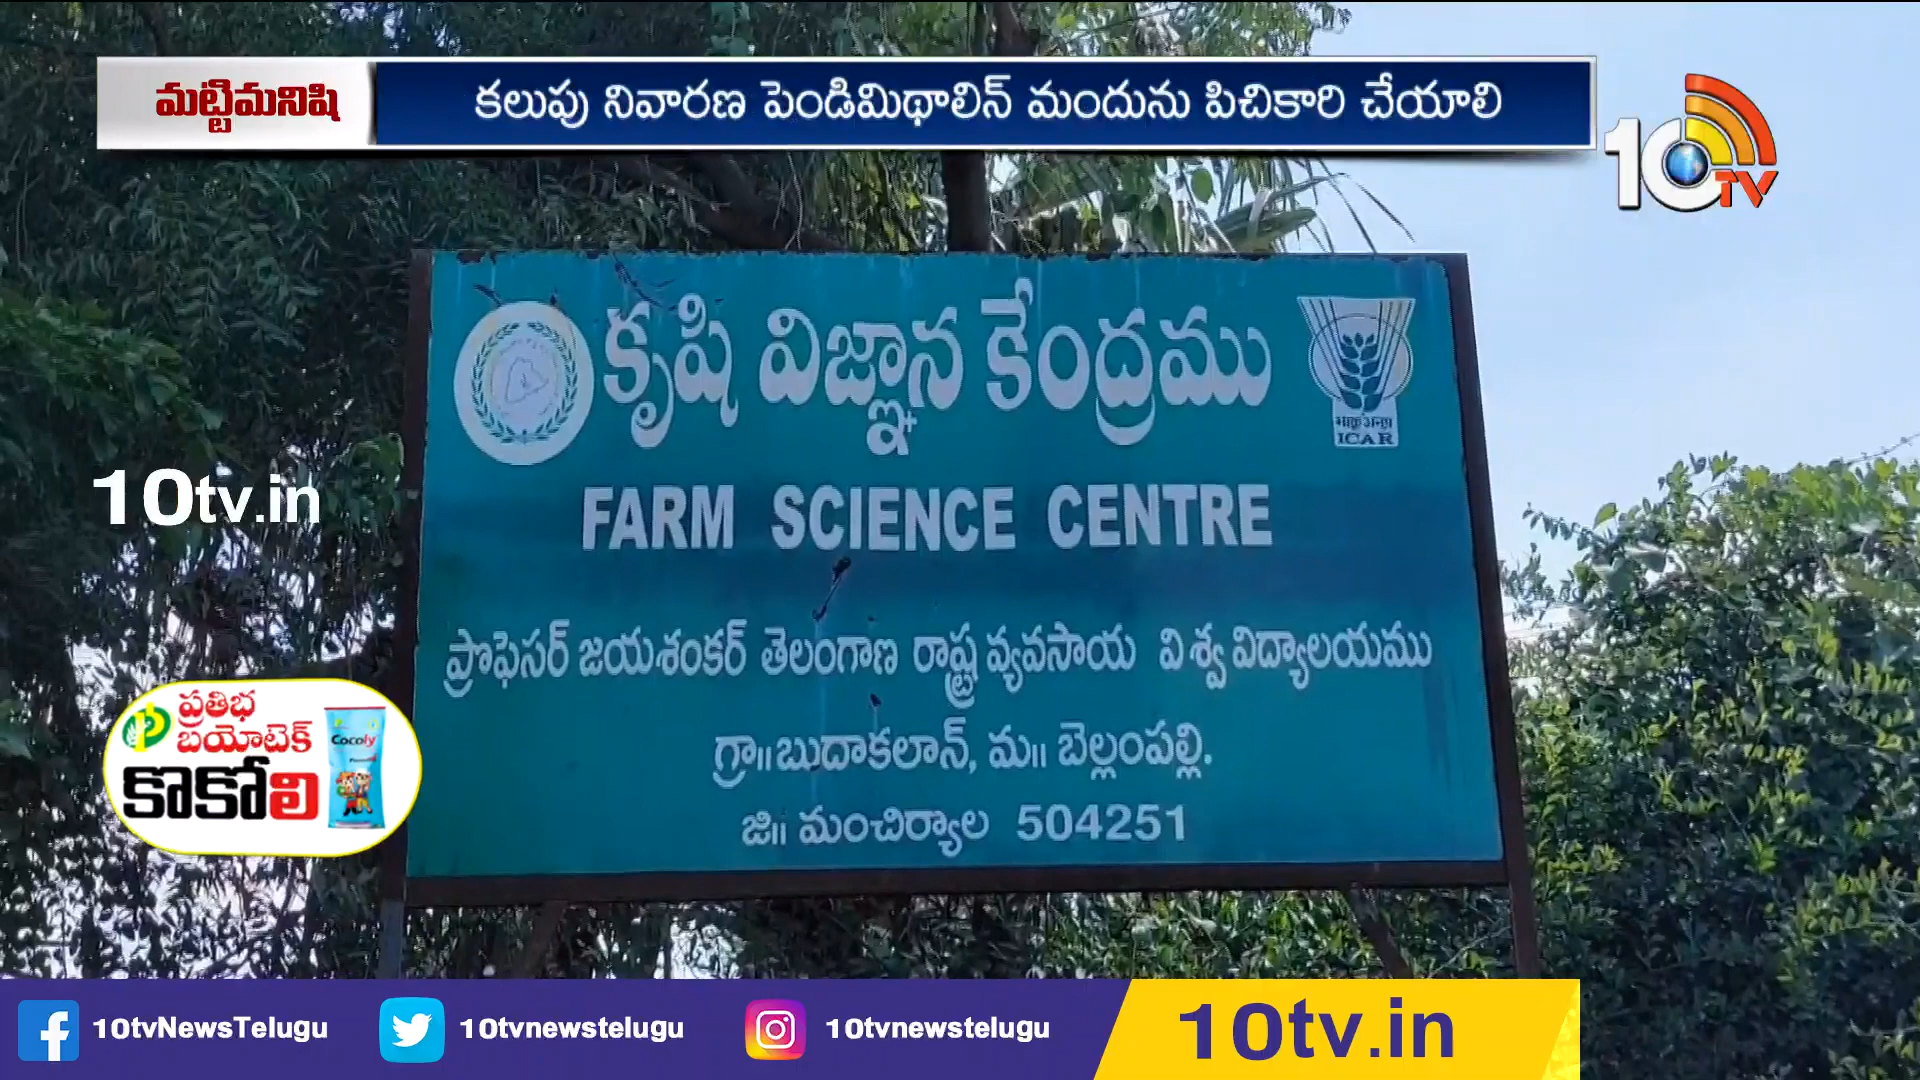 మట్టిమనిషి
కలుపు నివారణ పెండిమిథాలిన్ మందును పిచికారి చేయాలి
10TV
కృషి విజ్ఞాన కేంద్రము
ICAR
FARM SCIENCE CENTRE
10tv.in
ప్రొఫెసర్ జయశంకర్ తెలంగాణ రాష్ట్ర వ్యవసాయ విశ్వవిద్యాలయము
గ్రా॥బుదాకలాన్, మ॥ బెల్లంపల్లి.
జి॥ మంచిర్యాల 504251
ప్రతిభ
బయోటెక్
కొకోలి
Cocoly
10tvNewsTelugu
10tvnewstelugu
10tvnewstelugu
10tv.in